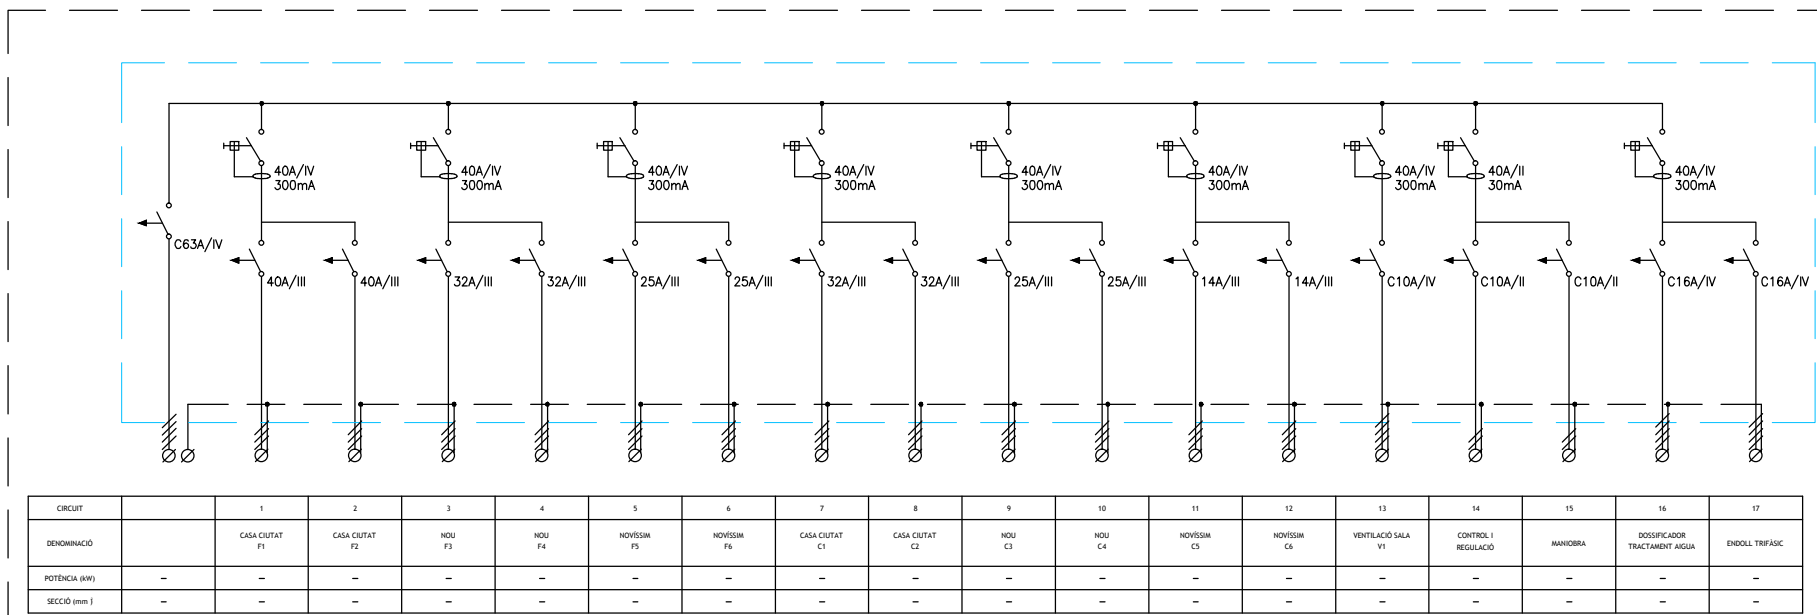 40A/IV
300mA
40A/IV
300mA
40A/IV
300mA
40A/IV
300mA
40A/IV
300mA
40A/IV
300mA
40A/IV
300mA
40A/II
30mA
40A/IV
300mA
C63A/IV
40A/III
40A/III
32A/III
32A/III
25A/III
25A/III
32A/III
32A/III
25A/III
25A/III
14A/III
14A/III
C10A/IV
C10A/II
C10A/II
C16A/IV
C16A/IV
CIRCUIT 1 2 3 4 5 6 7 8 9 10 11 12 13 14 15 16 17
DENOMINACIÓ
CASA CIUTAT
F1
CASA CIUTAT
F2
NOU
F3
NOU
F4
NOVÍSSIM
F5
NOVÍSSIM
F6
CASA CIUTAT
C1
CASA CIUTAT
C2
NOU
C3
NOU
C4
NOVÍSSIM
C5
NOVÍSSIM
C6
VENTILACIÓ SALA
V1
CONTROL I
REGULACIÓ
MANIOBRA
DOSSIFICADOR
TRACTAMENT AIGUA
ENDOLL TRIFÀSIC
POTÈNCIA (kW) – – – – – – – – – – – – – – – – – –
SECCIÓ (mm ) – – – – – – – – – – – – – – – – – –